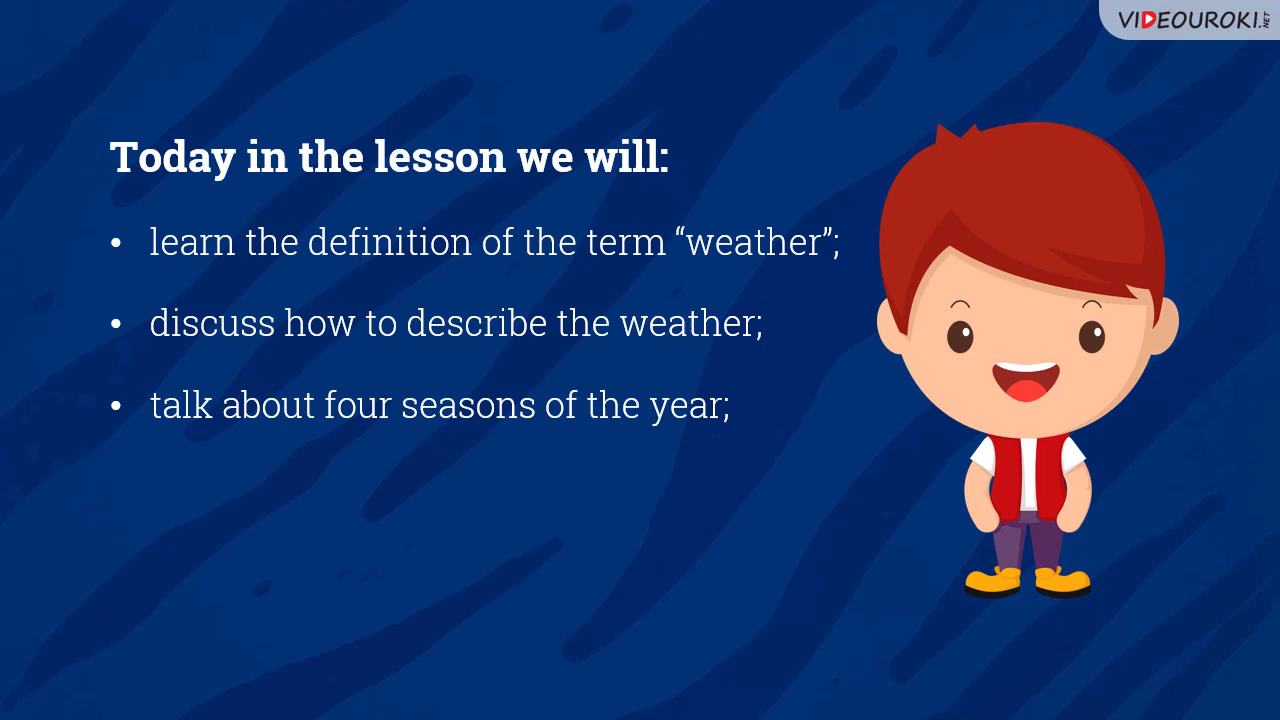 VIDEOUROKI.NET
Today in the lesson we will:
• learn the definition of the term “weather”;
• discuss how to describe the weather;
• talk about four seasons of the year;